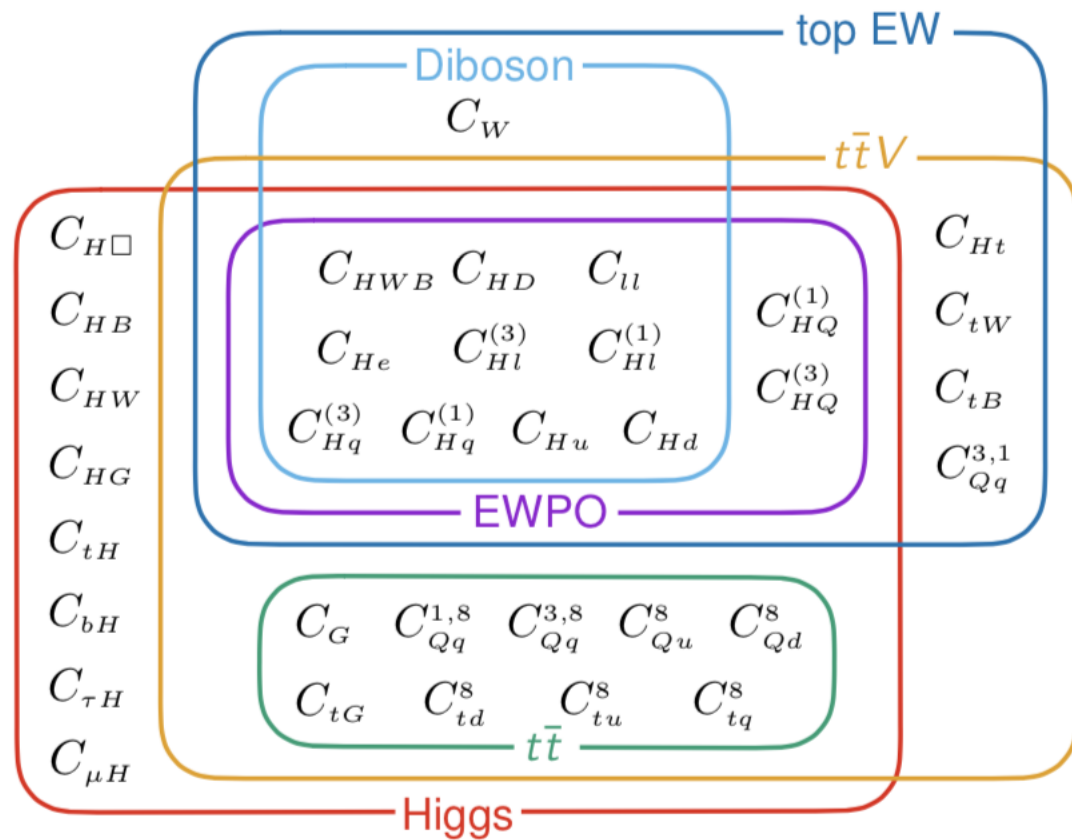 top EW
Diboson
C_W
t\bar{t}V
C_{H□}
C_{HB}
C_{HW}
C_{HG}
C_{tH}
C_{bH}
C_{τH}
C_{μH}
C_{HWB} C_{HD} C_{ll}
C_{He} C_{Hl}^{(3)} C_{Hl}^{(1)}
C_{Hq}^{(3)} C_{Hq}^{(1)} C_{Hu} C_{Hd}
C_{HQ}^{(1)}
C_{HQ}^{(3)}
C_{Ht}
C_{tW}
C_{tB}
C_{Qq}^{3,1}
EWPO
C_G C_{Qq}^{1,8} C_{Qq}^{3,8} C_{Qu}^{8} C_{Qd}^{8}
C_{tG} C_{td}^{8} C_{tu}^{8} C_{tq}^{8}
t\bar{t}
Higgs